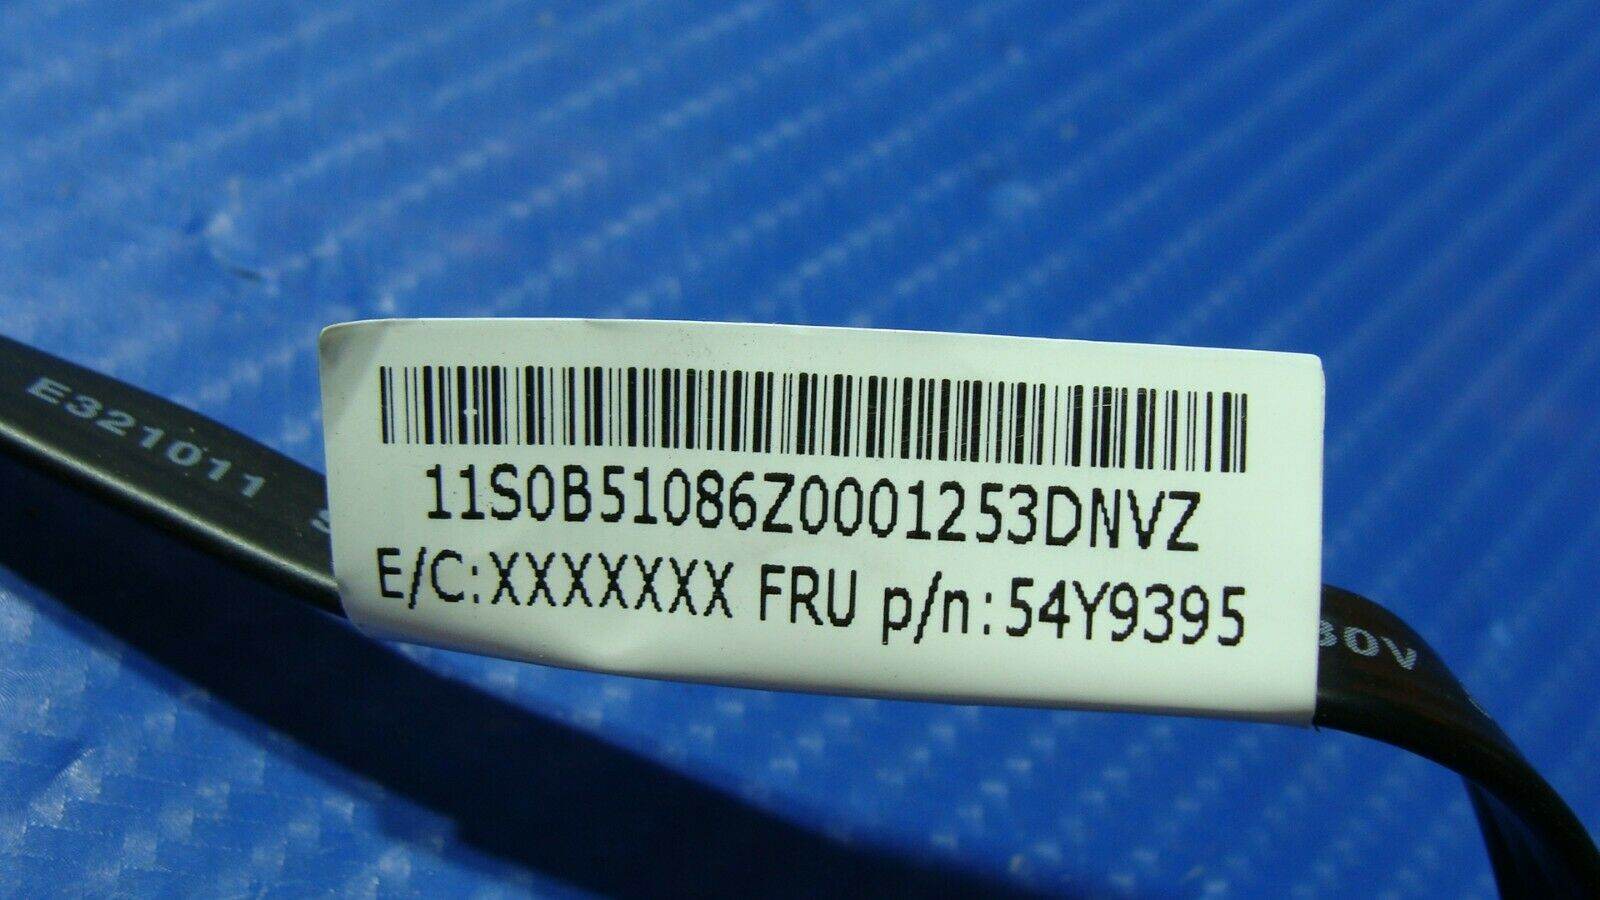 E321011
11S0B51086Z0001253DNVZ
E/C:XXXXXXX FRU p/n:54Y9395